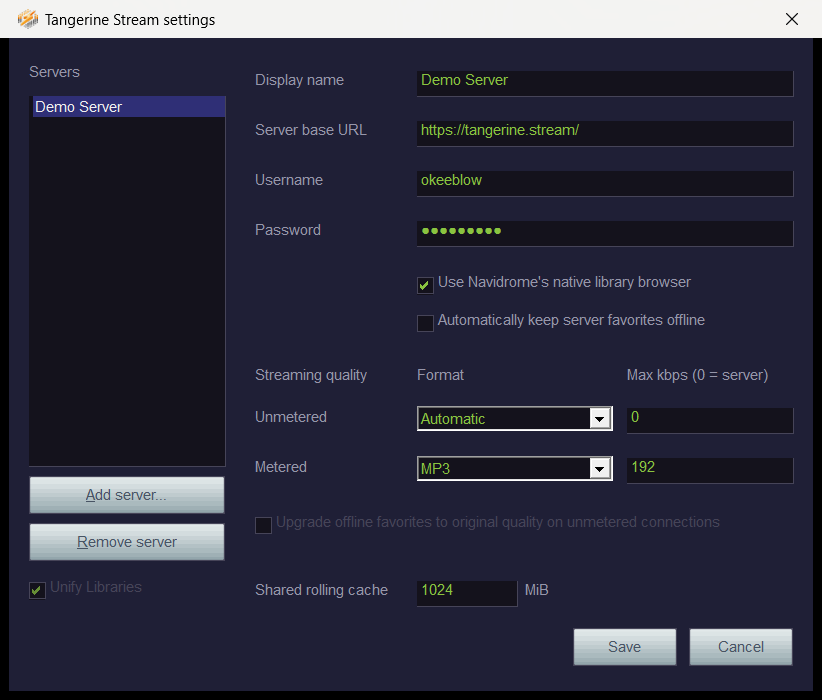 Tangerine Stream settings
Servers
Demo Server
Add server...
Remove server
Unify Libraries
Display name
Demo Server
Server base URL
https://tangerine.stream/
Username
okeeblow
Password
●●●●●●●●●
Use Navidrome's native library browser
Automatically keep server favorites offline
Streaming quality
Format
Max kbps (0 = server)
Unmetered
Automatic
0
Metered
MP3
192
Upgrade offline favorites to original quality on unmetered connections
Shared rolling cache
1024
MiB
Save
Cancel